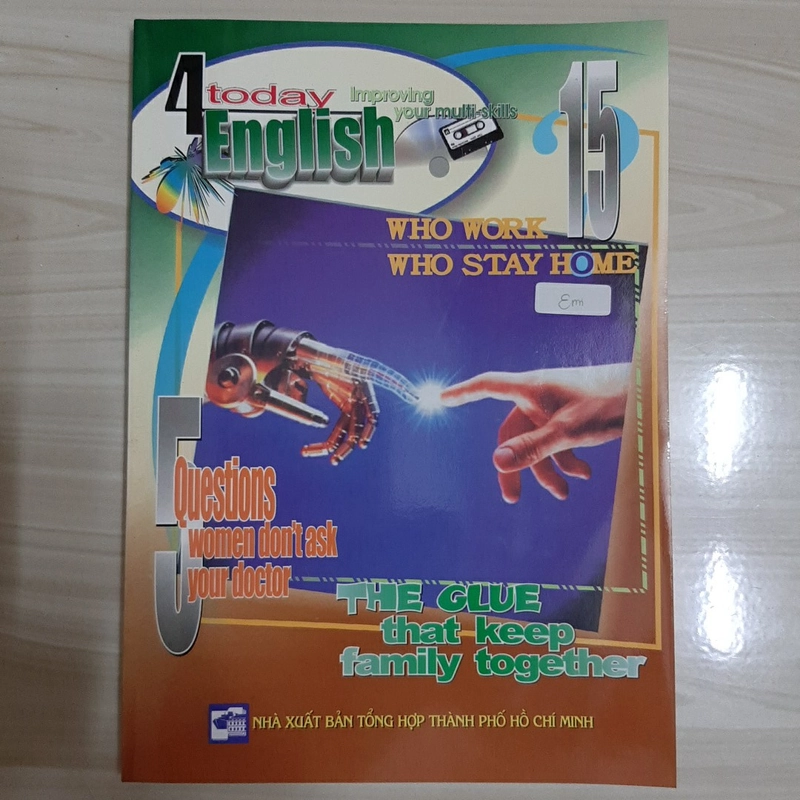 4 today
English
Improving
your multi-skills
15
WHO WORK
WHO STAY HOME
Em
5 Questions
women don't ask
your doctor
THE GLUE
that keep
family together
NHÀ XUẤT BẢN TỔNG HỢP THÀNH PHỐ HỒ CHÍ MINH